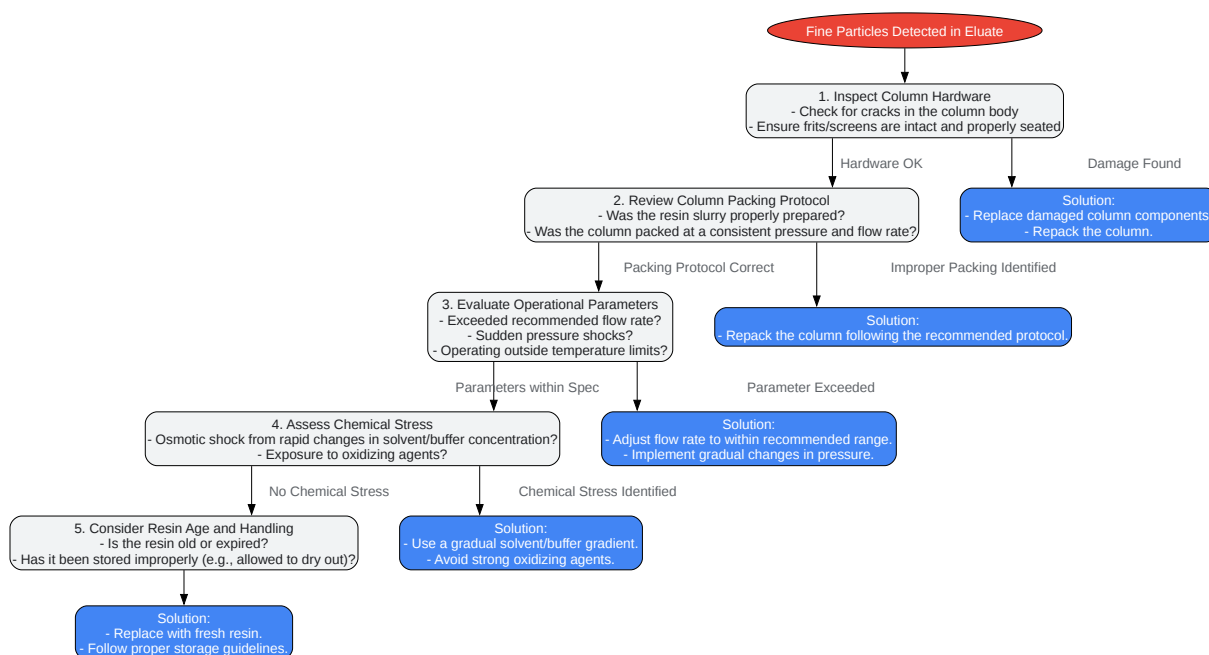 Fine Particles Detected in Eluate
1. Inspect Column Hardware
- Check for cracks in the column body
- Ensure frits/screens are intact and properly seated
Hardware OK
Damage Found
2. Review Column Packing Protocol
- Was the resin slurry properly prepared?
- Was the column packed at a consistent pressure and flow rate?
Solution:
- Replace damaged column components
- Repack the column.
Packing Protocol Correct
Improper Packing Identified
3. Evaluate Operational Parameters
- Exceeded recommended flow rate?
- Sudden pressure shocks?
- Operating outside temperature limits?
Solution:
- Repack the column following the recommended protocol.
Parameters within Spec
Parameter Exceeded
4. Assess Chemical Stress
- Osmotic shock from rapid changes in solvent/buffer concentration?
- Exposure to oxidizing agents?
Solution:
- Adjust flow rate to within recommended range.
- Implement gradual changes in pressure.
No Chemical Stress
Chemical Stress Identified
5. Consider Resin Age and Handling
- Is the resin old or expired?
- Has it been stored improperly (e.g., allowed to dry out)?
Solution:
- Use a gradual solvent/buffer gradient.
- Avoid strong oxidizing agents.
Solution:
- Replace with fresh resin.
- Follow proper storage guidelines.